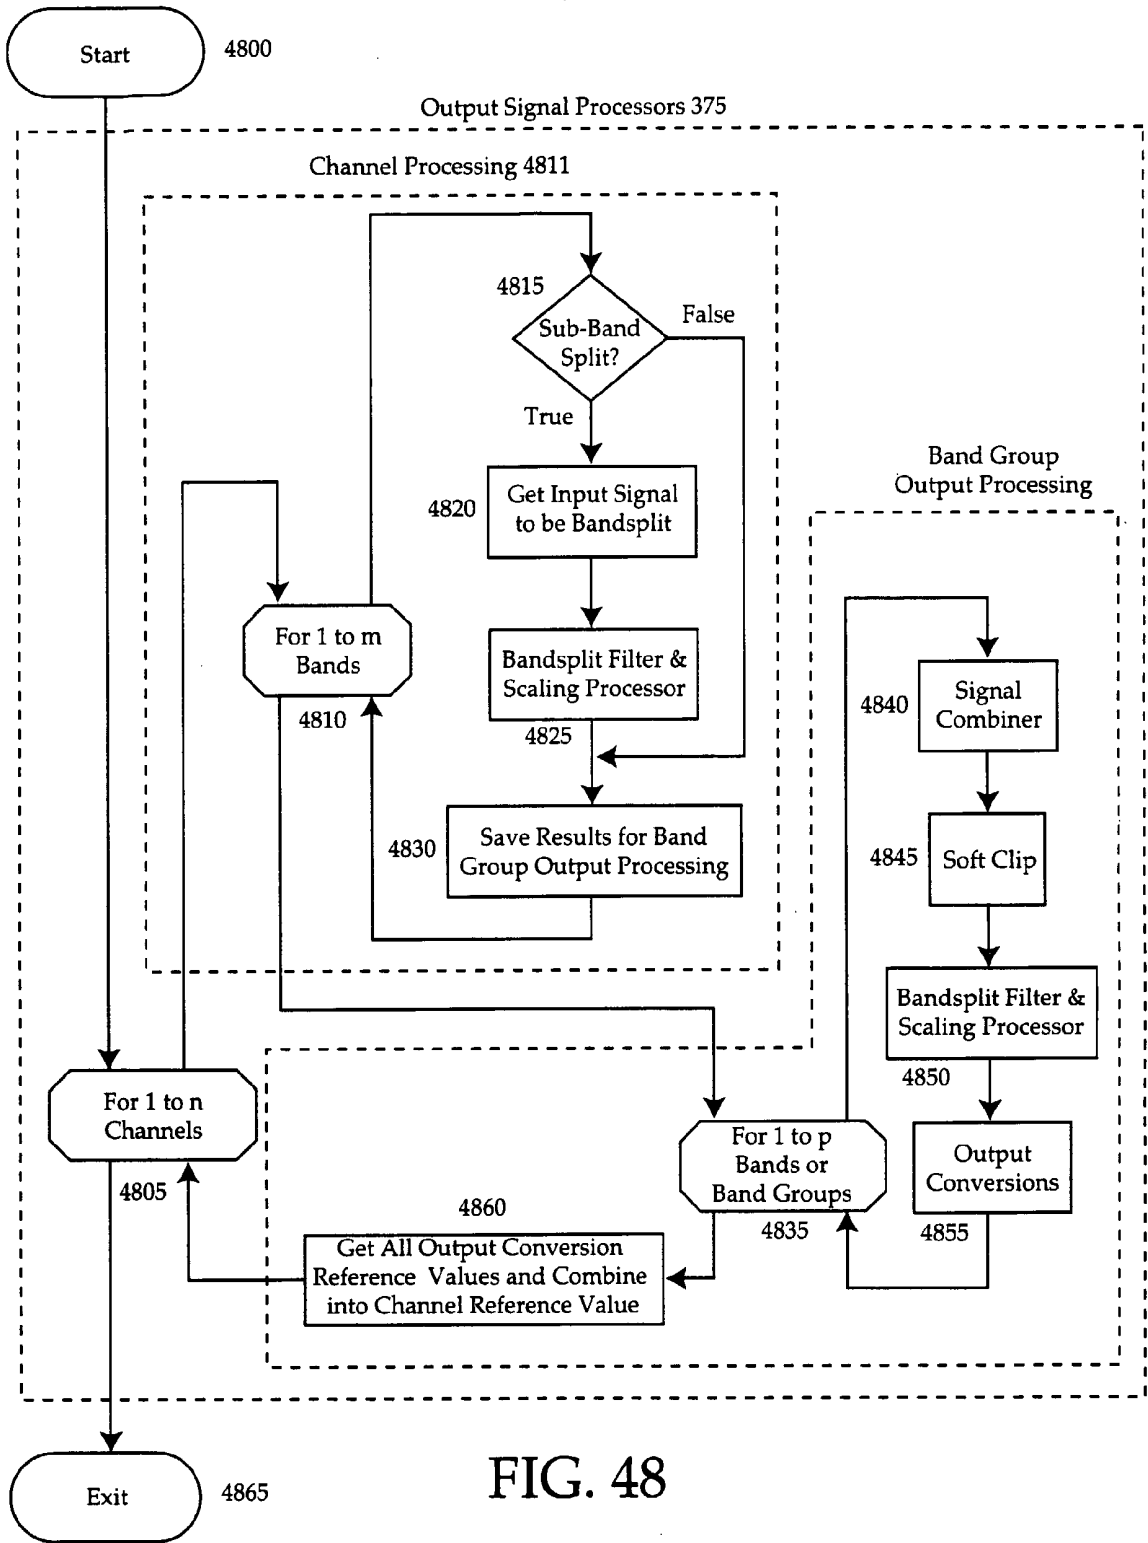 Start
4800
Output Signal Processors 375
Channel Processing 4811
4815
Sub-Band
Split?
False
True
4820
Get Input Signal
to be Bandsplit
Band Group
Output Processing
For 1 to m
Bands
4810
Bandsplit Filter &
Scaling Processor
4825
4830
Save Results for Band
Group Output Processing
4840
Signal
Combiner
4845
Soft Clip
Bandsplit Filter &
Scaling Processor
4850
Output
Conversions
4855
For 1 to n
Channels
4805
For 1 to p
Bands or
Band Groups
4835
4860
Get All Output Conversion
Reference Values and Combine
into Channel Reference Value
Exit
4865
FIG. 48